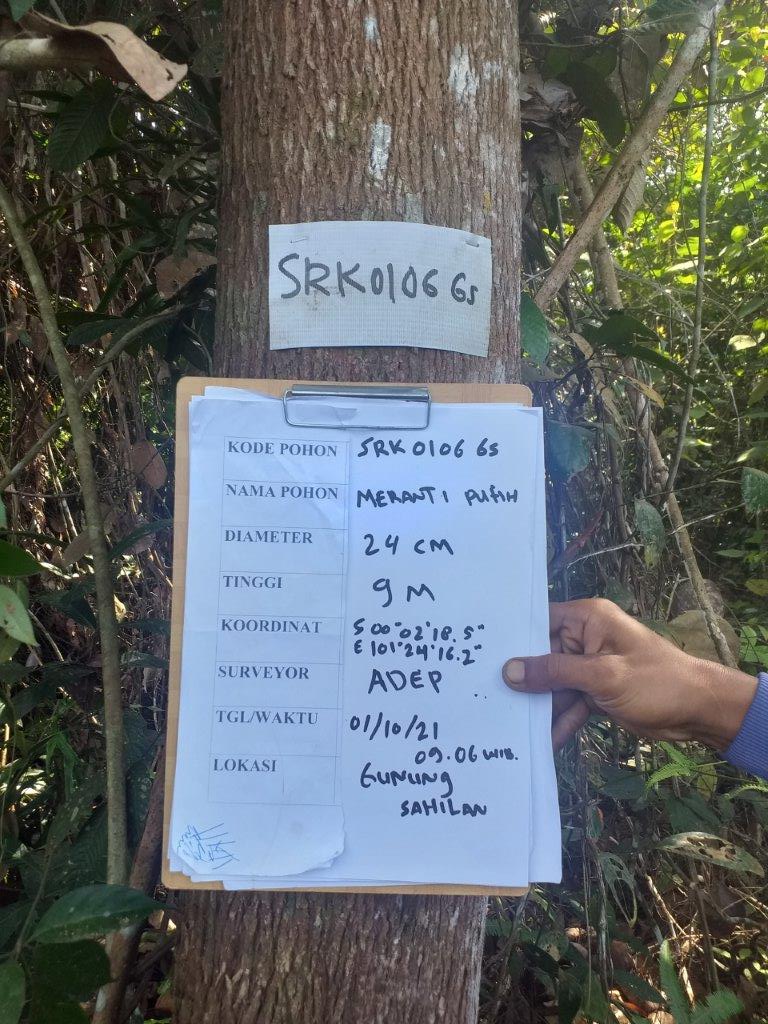 SRK0106 Gs
KODE POHON SRK 0106 Gs
NAMA POHON MERANTI PUTIH
DIAMETER 24 CM
TINGGI 9 M
KOORDINAT S 00°02'18.5"
E 101°24'16.2"
SURVEYOR ADEP
TGL/WAKTU 01/10/21
09.06 WIB.
LOKASI GUNUNG
SAHILAN